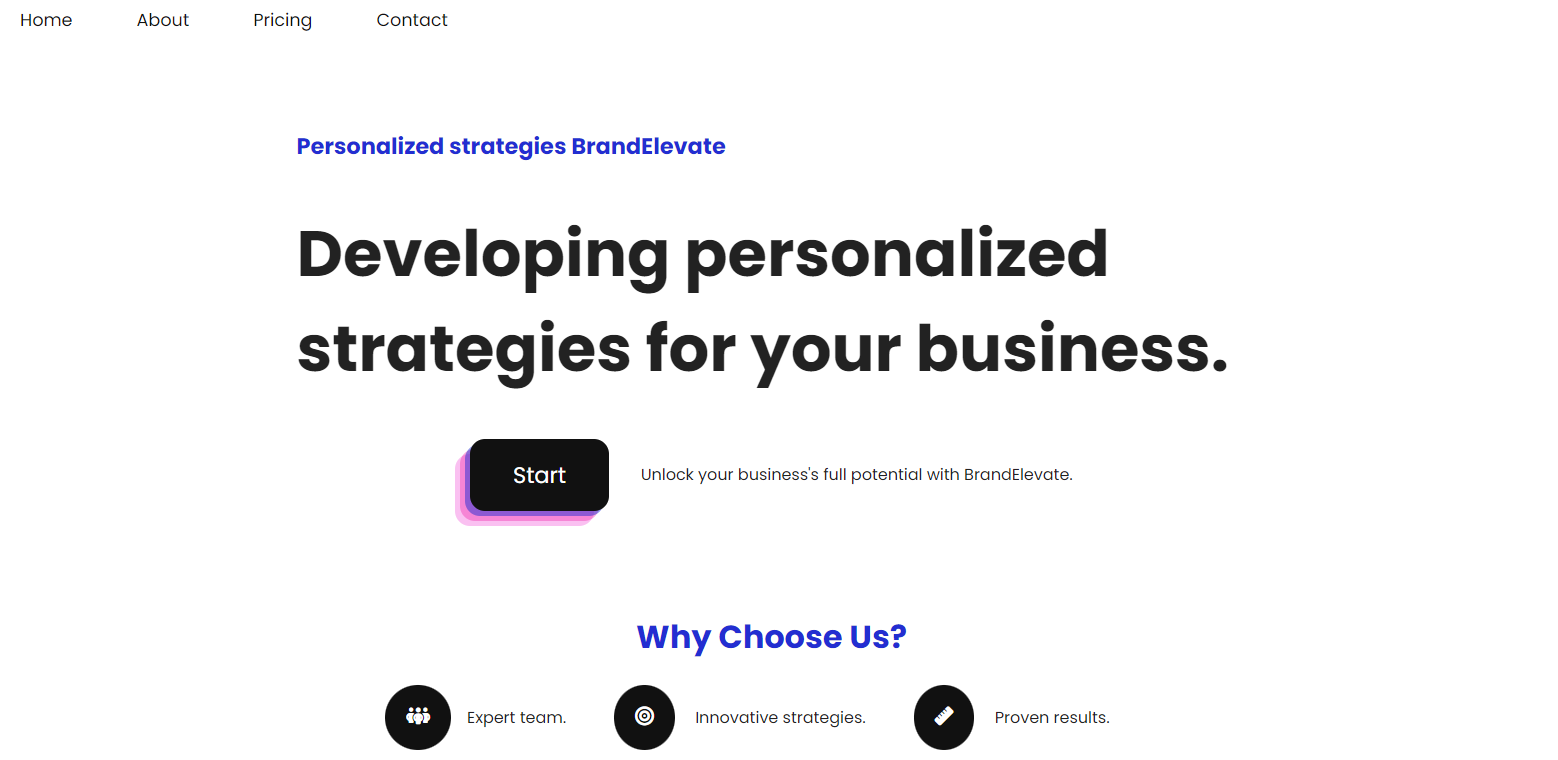 Home About Pricing Contact
Personalized strategies BrandElevate
Developing personalized
strategies for your business.
Start
Unlock your business's full potential with BrandElevate.
Why Choose Us?
Expert team.
Innovative strategies.
Proven results.